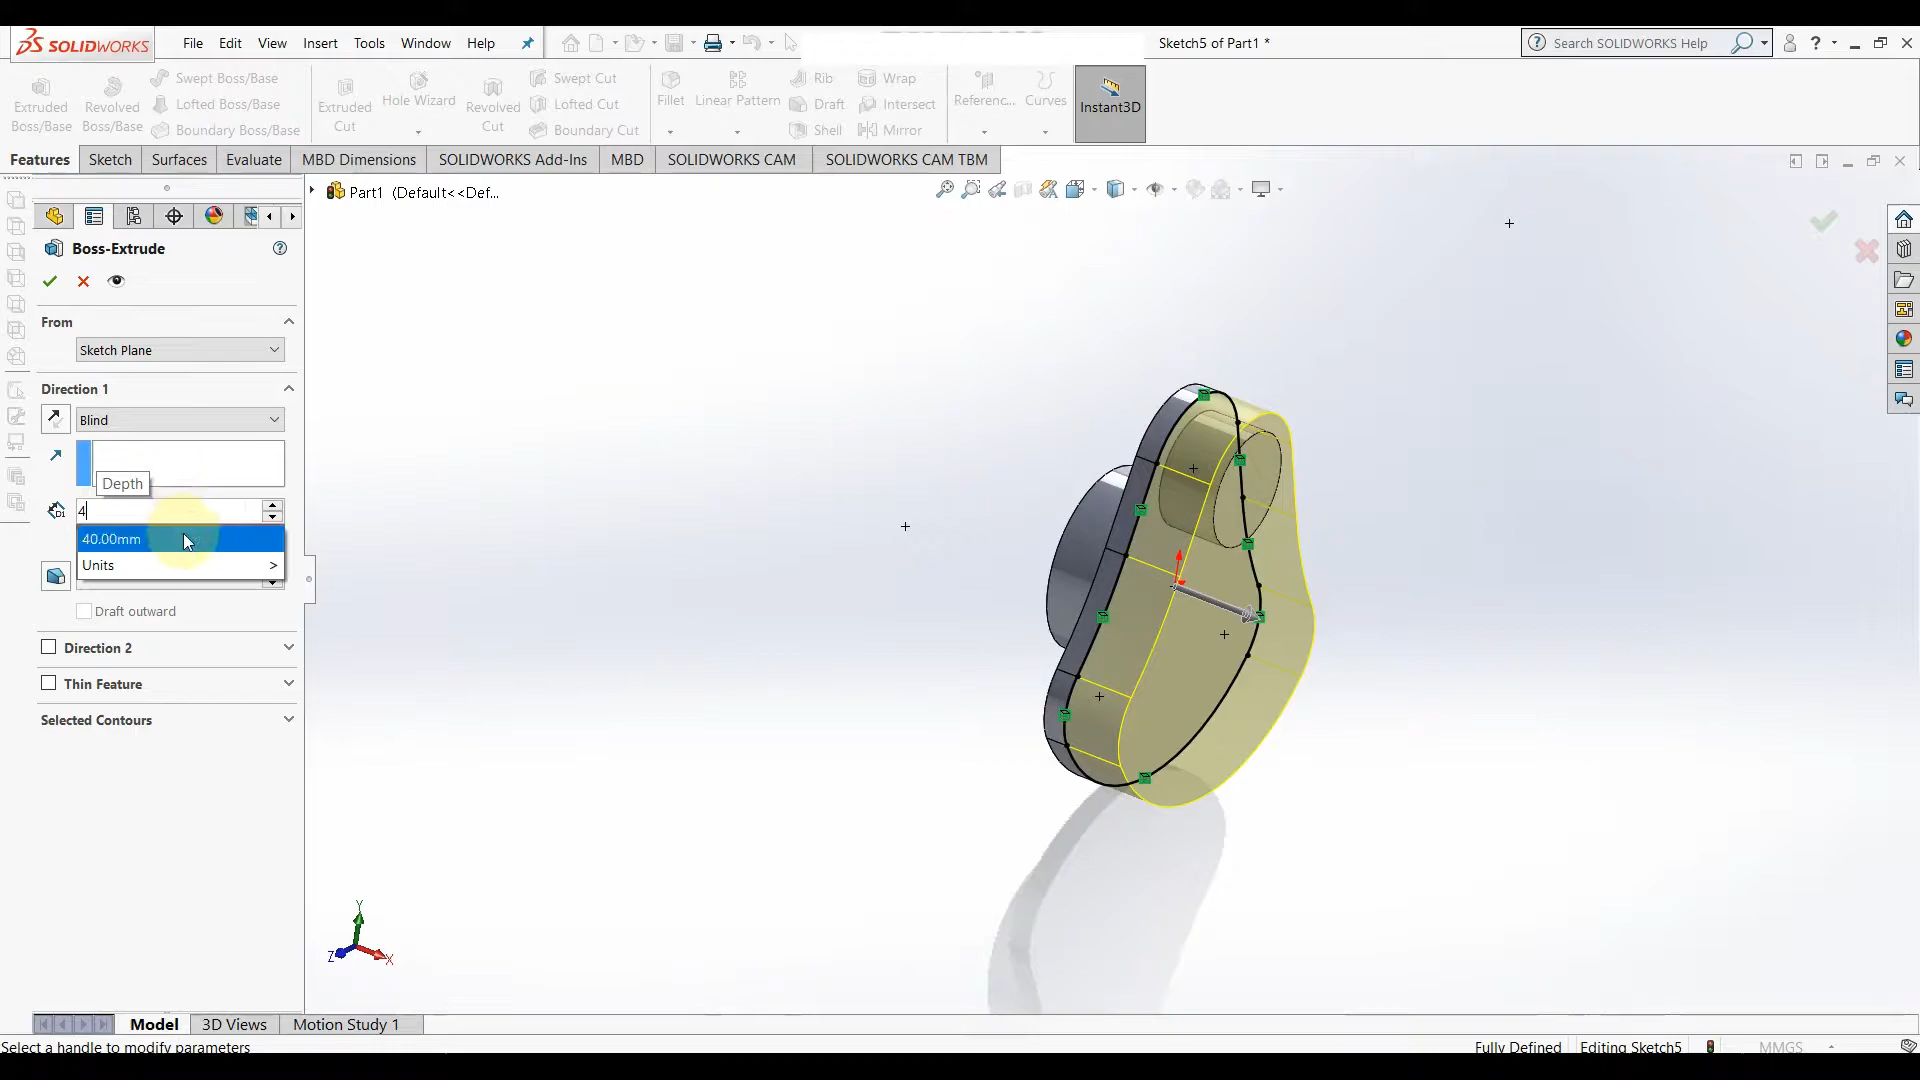 SOLIDWORKS
File Edit View Insert Tools Window Help
Sketch5 of Part1 *
Search SOLIDWORKS Help
Extruded Boss/Base
Revolved Boss/Base
Swept Boss/Base
Lofted Boss/Base
Boundary Boss/Base
Extruded Cut
Hole Wizard
Revolved Cut
Swept Cut
Lofted Cut
Boundary Cut
Fillet
Linear Pattern
Rib
Draft
Shell
Wrap
Intersect
Mirror
Referenc...
Curves
Instant3D
Features Sketch Surfaces Evaluate MBD Dimensions SOLIDWORKS Add-Ins MBD SOLIDWORKS CAM SOLIDWORKS CAM TBM
Part1 (Default<<Def...
Boss-Extrude
From
Sketch Plane
Direction 1
Blind
Depth
D1
4
40.00mm
Units >
Draft outward
Direction 2
Thin Feature
Selected Contours
Y
Z
X
Model 3D Views Motion Study 1
Select a handle to modify parameters
Fully Defined Editing Sketch5 MMGS